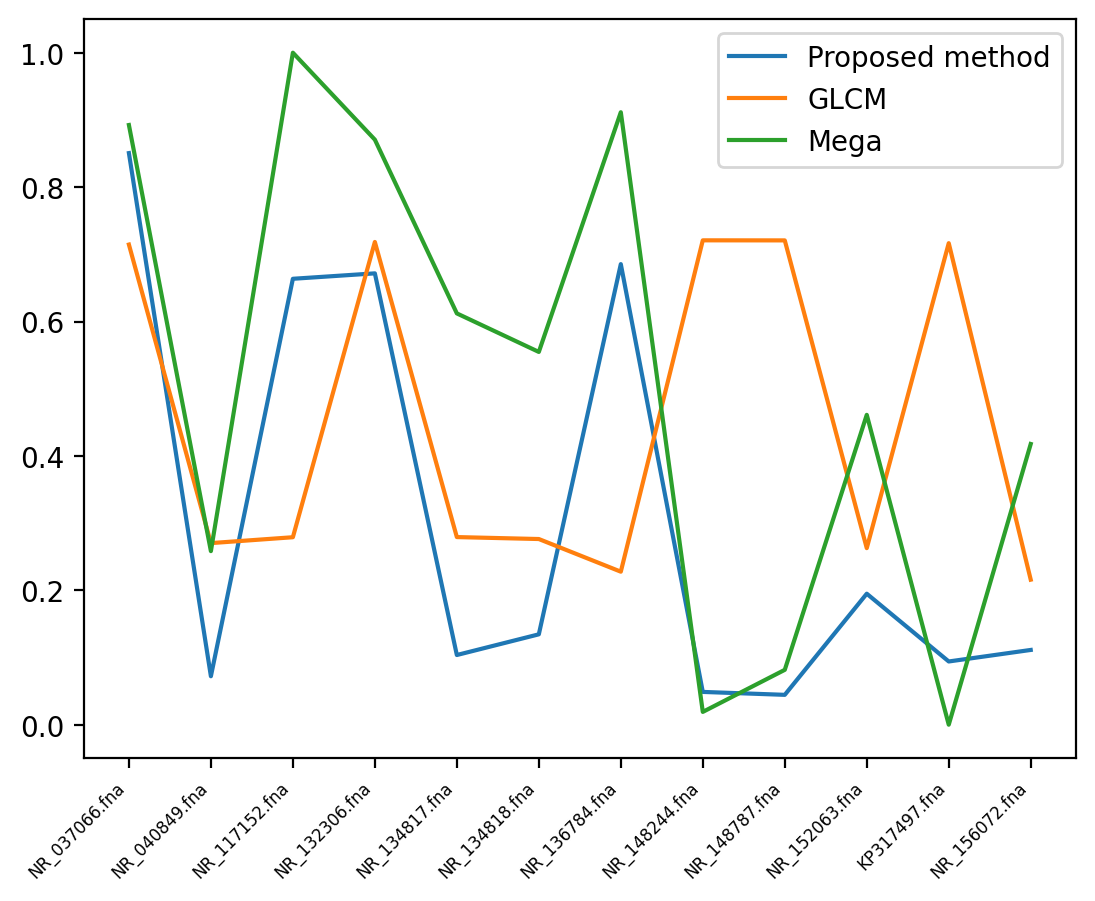 1.0
0.8
0.6
0.4
0.2
0.0
Proposed method
GLCM
Mega
NR_037066.fna
NR_040849.fna
NR_117152.fna
NR_132306.fna
NR_134817.fna
NR_134818.fna
NR_136784.fna
NR_148244.fna
NR_148787.fna
NR_152063.fna
KP317497.fna
NR_156072.fna